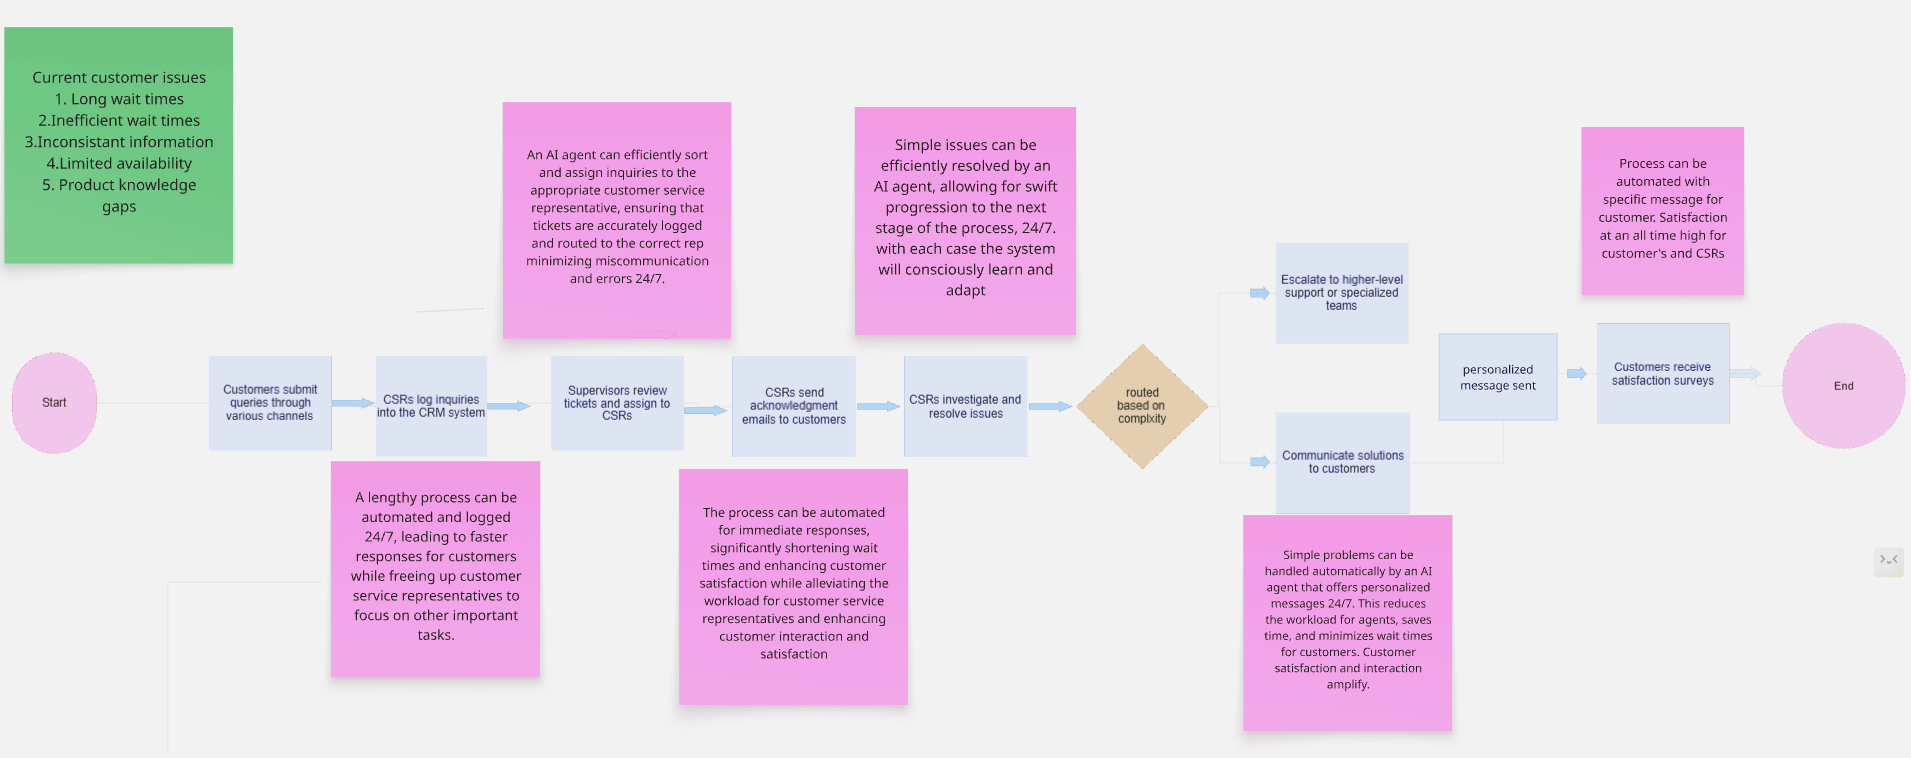 Current customer issues
1. Long wait times
2.Inefficient wait times
3.Inconsistant information
4.Limited availability
5. Product knowledge
gaps
An AI agent can efficiently sort
and assign inquiries to the
appropriate customer service
representative, ensuring that
tickets are accurately logged
and routed to the correct rep
minimizing miscommunication
and errors 24/7.
Simple issues can be
efficiently resolved by an
AI agent, allowing for swift
progression to the next
stage of the process, 24/7.
with each case the system
will consciously learn and
adapt
Process can be
automated with
specific message for
customer. Satisfaction
at an all time high for
customer's and CSRs
Start
Customers submit
queries through
various channels
CSRs log inquiries
into the CRM system
Supervisors review
tickets and assign to
CSRs
CSRs send
acknowledgment
emails to customers
CSRs investigate and
resolve issues
routed
based on
complxity
Escalate to higher-level
support or specialized
teams
Communicate solutions
to customers
personalized
message sent
Customers receive
satisfaction surveys
End
A lengthy process can be
automated and logged
24/7, leading to faster
responses for customers
while freeing up customer
service representatives to
focus on other important
tasks.
The process can be automated
for immediate responses,
significantly shortening wait
times and enhancing customer
satisfaction while alleviating the
workload for customer service
representatives and enhancing
customer interaction and
satisfaction
Simple problems can be
handled automatically by an AI
agent that offers personalized
messages 24/7. This reduces
the workload for agents, saves
time, and minimizes wait times
for customers. Customer
satisfaction and interaction
amplify.